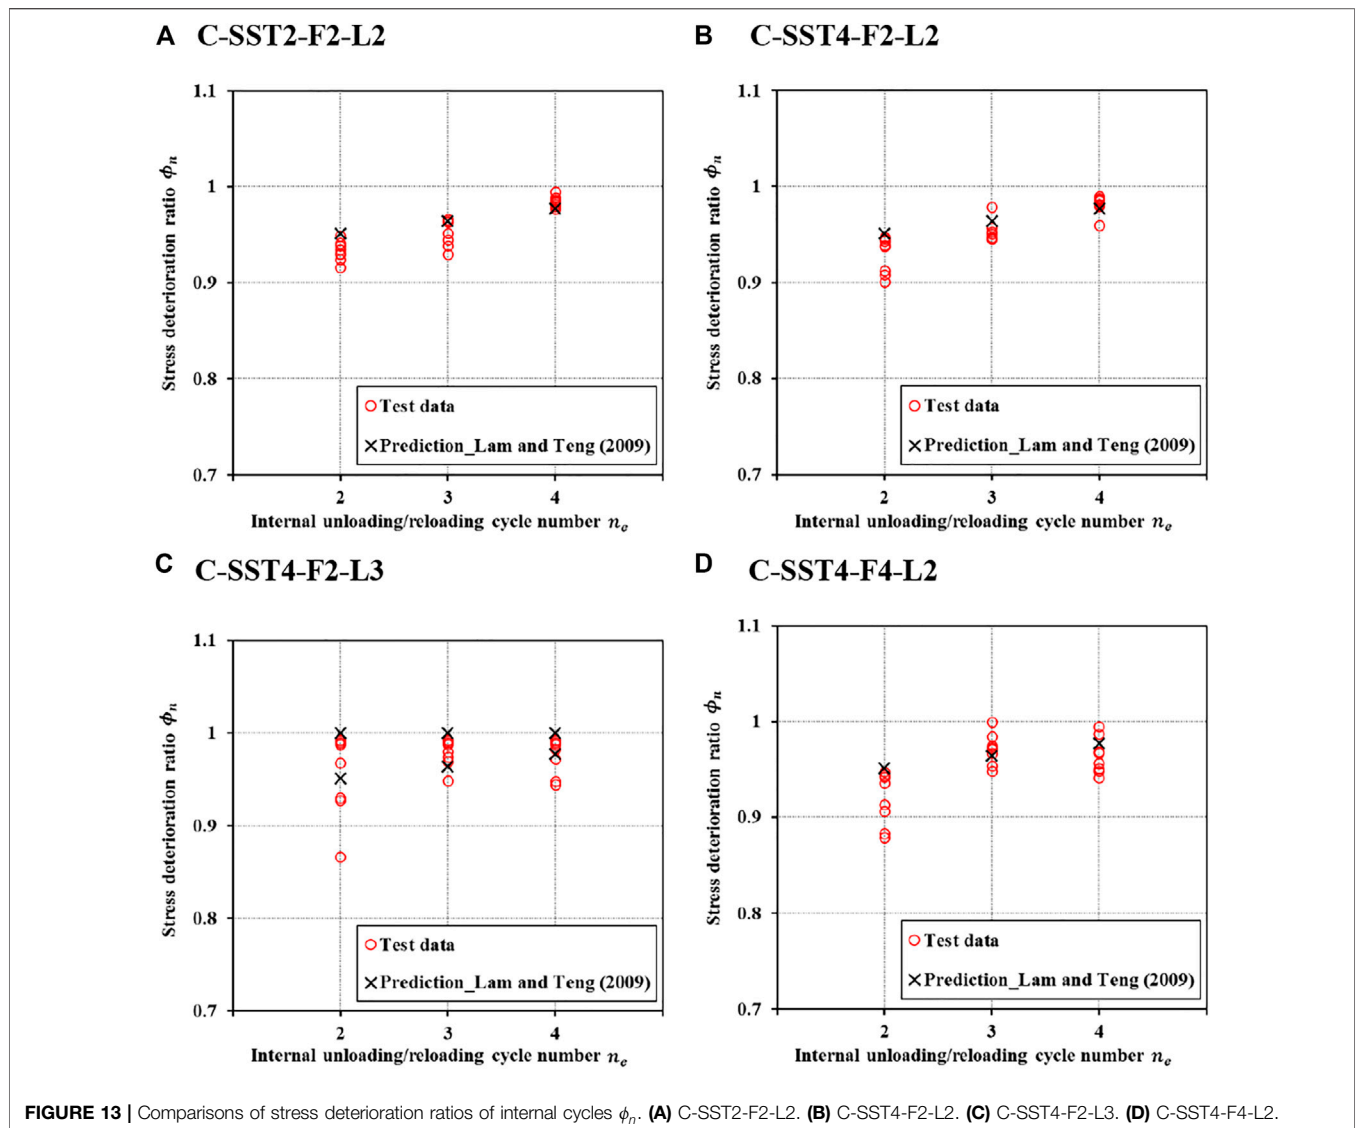 A C-SST2-F2-L2
1.1
1
0.9
0.8
0.7
Stress deterioration ratio ϕn
Test data
Prediction_Lam and Teng (2009)
2 3 4
Internal unloading/reloading cycle number ne
B C-SST4-F2-L2
1.1
1
0.9
0.8
0.7
Stress deterioration ratio ϕn
Test data
Prediction_Lam and Teng (2009)
2 3 4
Internal unloading/reloading cycle number ne
C C-SST4-F2-L3
1.1
1
0.9
0.8
0.7
Stress deterioration ratio ϕn
Test data
Prediction_Lam and Teng (2009)
2 3 4
Internal unloading/reloading cycle number ne
D C-SST4-F4-L2
1.1
1
0.9
0.8
0.7
Stress deterioration ratio ϕn
Test data
Prediction_Lam and Teng (2009)
2 3 4
Internal unloading/reloading cycle number ne
FIGURE 13 | Comparisons of stress deterioration ratios of internal cycles ϕn. (A) C-SST2-F2-L2. (B) C-SST4-F2-L2. (C) C-SST4-F2-L3. (D) C-SST4-F4-L2.